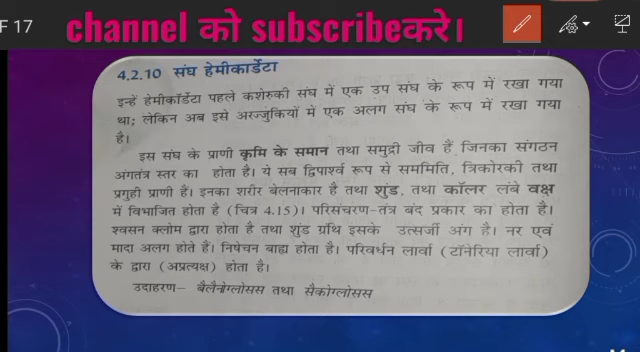 F 17
channel को subscribeकरे।
4.2.10 संघ हेमीकार्डेटा
इन्हें हेमीकॉर्डेटा पहले कशेरुकी संघ में एक उप संघ के रूप में रखा गया
था; लेकिन अब इसे अरज्जुकियों में एक अलग संघ के रूप में रखा गया
है।
इस संघ के प्राणी कृमि के समान तथा समुद्री जीव हैं जिनका संगठन
अंगतंत्र स्तर का होता है। ये सब द्विपार्श्व रूप से सममिति, त्रिकोरकी तथा
प्रगुही प्राणी हैं। इनका शरीर बेलनाकार है तथा शुंड, तथा कॉलर लंबे वक्ष
में विभाजित होता है (चित्र 4.15)। परिसंचरण-तंत्र बंद प्रकार का होता है।
श्वसन क्लोम द्वारा होता है तथा शुंड ग्रंथि इसके उत्सर्जी अंग है। नर एवं
मादा अलग होते हैं। निषेचन बाह्य होता है। परिवर्धन लार्वा (टॉनेरिया लार्वा)
के द्वारा (अप्रत्यक्ष) होता है।
उदाहरण– बैलैनोग्लोसस तथा सैकोग्लोसस